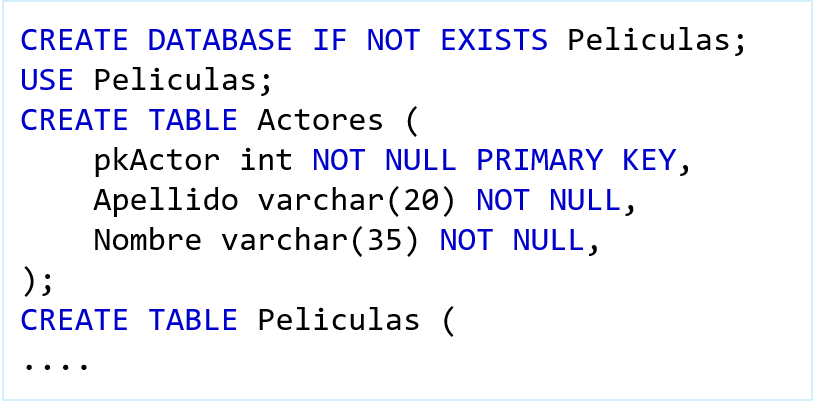 CREATE DATABASE IF NOT EXISTS Peliculas;
USE Peliculas;
CREATE TABLE Actores (
    pkActor int NOT NULL PRIMARY KEY,
    Apellido varchar(20) NOT NULL,
    Nombre varchar(35) NOT NULL,
);
CREATE TABLE Peliculas (
....